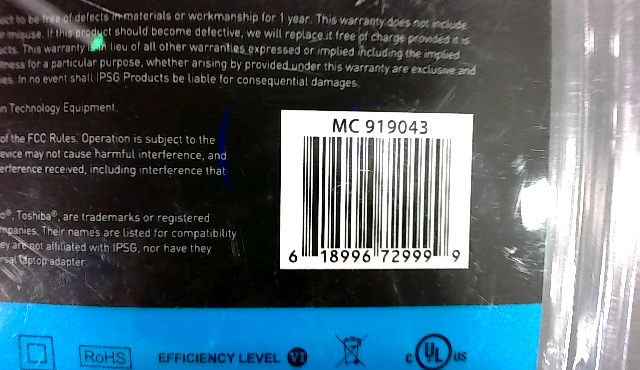 ct to be free of defects in materials or workmanship for 1 year. This warranty does not include
r misuse. If this product should become defective, we will replace it free of charge provided it is
cts. This warranty is in lieu of all other warranties expressed or implied including the implied
ness for a particular purpose, whether arising by provided under this warranty are exclusive and
es. In no event shall IPSG Products be liable for consequential damages.
n Technology Equipment.
of the FCC Rules. Operation is subject to the
evice may not cause harmful interference, and
erference received, including interference that
o®, Toshiba®, are trademarks or registered
mpanies. Their names are listed for compatibility
ey are not affiliated with IPSG, nor have they
rsal laptop adapter.
MC 919043
6 18996 72999 9
RoHS
EFFICIENCY LEVEL VI
c UL US